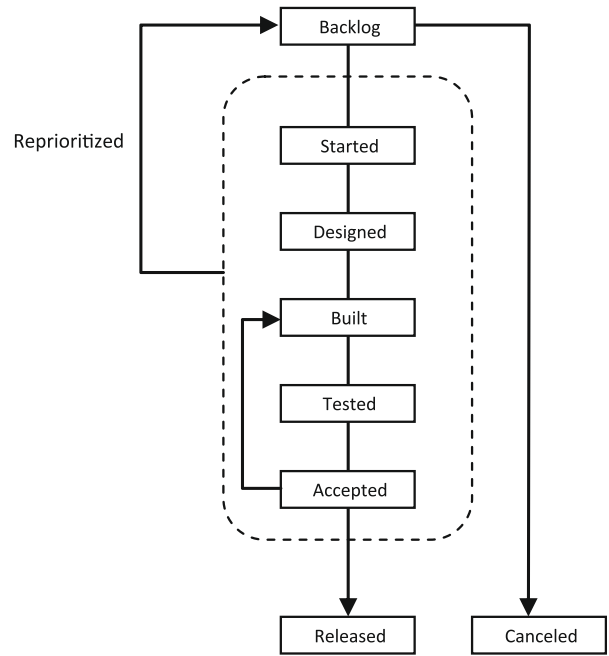 Backlog
Reprioritized
Started
Designed
Built
Tested
Accepted
Released
Canceled